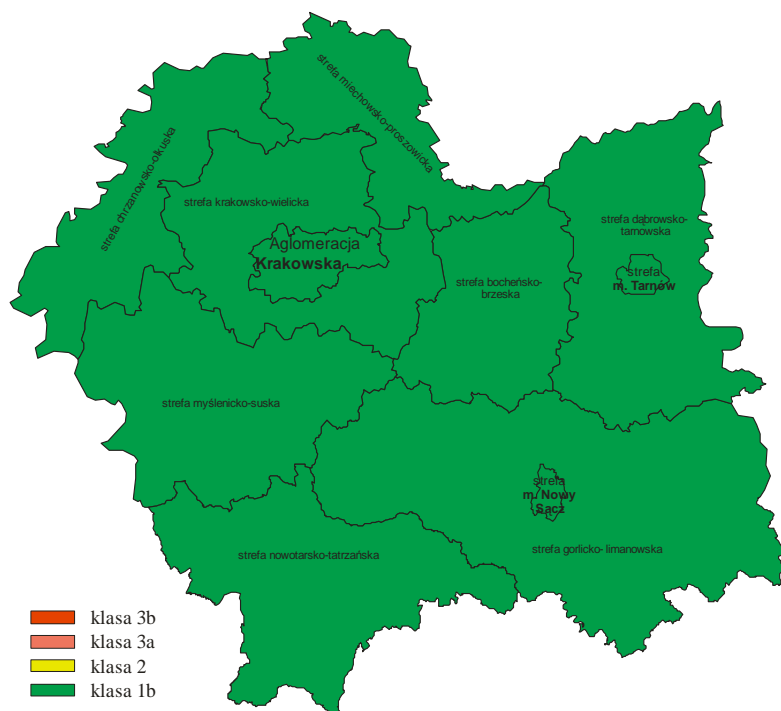 strefa miechowsko-proszowicka
strefa chrzanowsko-olkuska
strefa krakowsko-wielicka
strefa dąbrowsko-
tarnowska
Aglomeracja
Krakowska
strefa
m. Tarnów
strefa bocheńsko-
brzeska
strefa myślenicko-suska
strefa
m. Nowy
Sącz
strefa nowotarsko-tatrzańska
strefa gorlicko- limanowska
klasa 3b
klasa 3a
klasa 2
klasa 1b